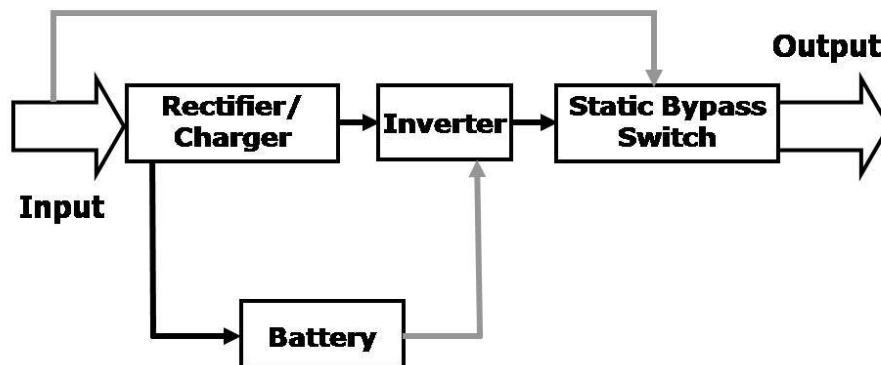 Output
Rectifier/
Charger
Inverter
Static Bypass
Switch
Input
Battery